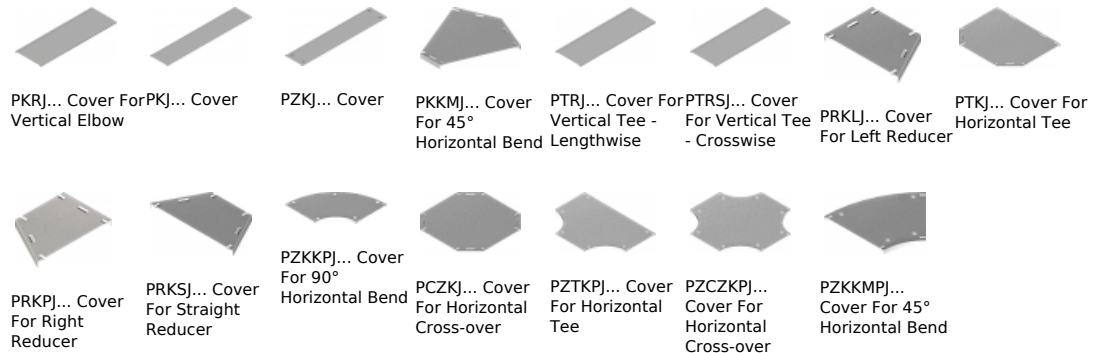 PKRJ... Cover For
Vertical Elbow
PKJ... Cover
PZKJ... Cover
PKKMJ... Cover
For 45°
Horizontal Bend
PTRJ... Cover For
Vertical Tee -
Lengthwise
PTRSJ... Cover
For Vertical Tee
- Crosswise
PRKLJ... Cover
For Left Reducer
PTKJ... Cover For
Horizontal Tee
PRKPJ... Cover
For Right
Reducer
PRKSJ... Cover
For Straight
Reducer
PZKKPJ... Cover
For 90°
Horizontal Bend
PCZKJ... Cover
For Horizontal
Cross-over
PZTKPJ... Cover
For Horizontal
Tee
PZCZKPJ...
Cover For
Horizontal
Cross-over
PZKKMPJ...
Cover For 45°
Horizontal Bend